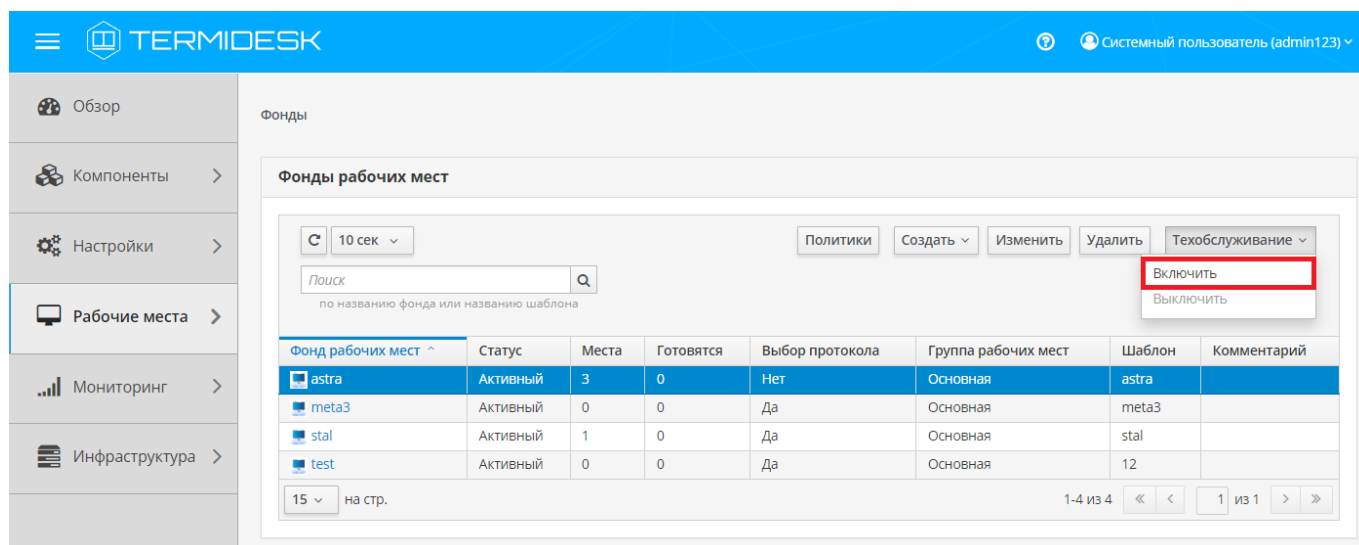 TERMIDESK
Системный пользователь (admin123)
Обзор
Компоненты
Настройки
Рабочие места
Мониторинг
Инфраструктура
Фонды
Фонды рабочих мест
10 сек
Политики Создать Изменить Удалить Техобслуживание
Включить
Выключить
Поиск
по названию фонда или названию шаблона
Фонд рабочих мест Статус Места Готовятся Выбор протокола Группа рабочих мест Шаблон Комментарий
astra Активный 3 0 Нет Основная astra
meta3 Активный 0 0 Да Основная meta3
stal Активный 1 0 Да Основная stal
test Активный 0 0 Да Основная 12
15 на стр. 1-4 из 4 « < 1 из 1 > »